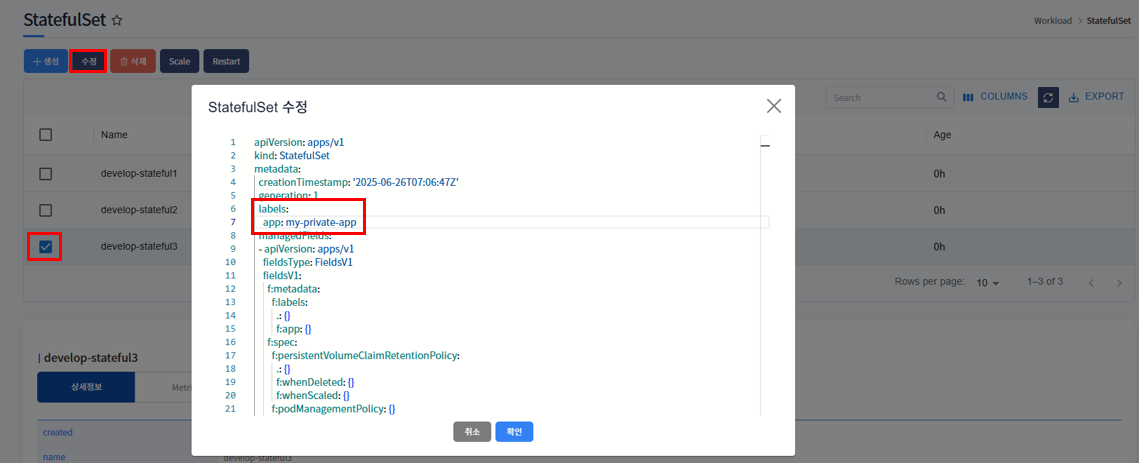 StatefulSet
Workload > StatefulSet
+ 생성 수정 삭제 Scale Restart
StatefulSet 수정
Search COLUMNS EXPORT
Name Age
develop-stateful1 0h
develop-stateful2 0h
develop-stateful3 0h
Rows per page: 10 1–3 of 3
1 apiVersion: apps/v1
2 kind: StatefulSet
3 metadata:
4 creationTimestamp: '2025-06-26T07:06:47Z'
5 generation: 1
6 labels:
7 app: my-private-app
8 managedFields:
9 - apiVersion: apps/v1
10 fieldsType: FieldsV1
11 fieldsV1:
12 f:metadata:
13 f:labels:
14 .: {}
15 f:app: {}
16 f:spec:
17 f:persistentVolumeClaimRetentionPolicy:
18 .: {}
19 f:whenDeleted: {}
20 f:whenScaled: {}
21 f:podManagementPolicy: {}
취소 확인
develop-stateful3
상세정보 Metri
created
name develop-stateful3